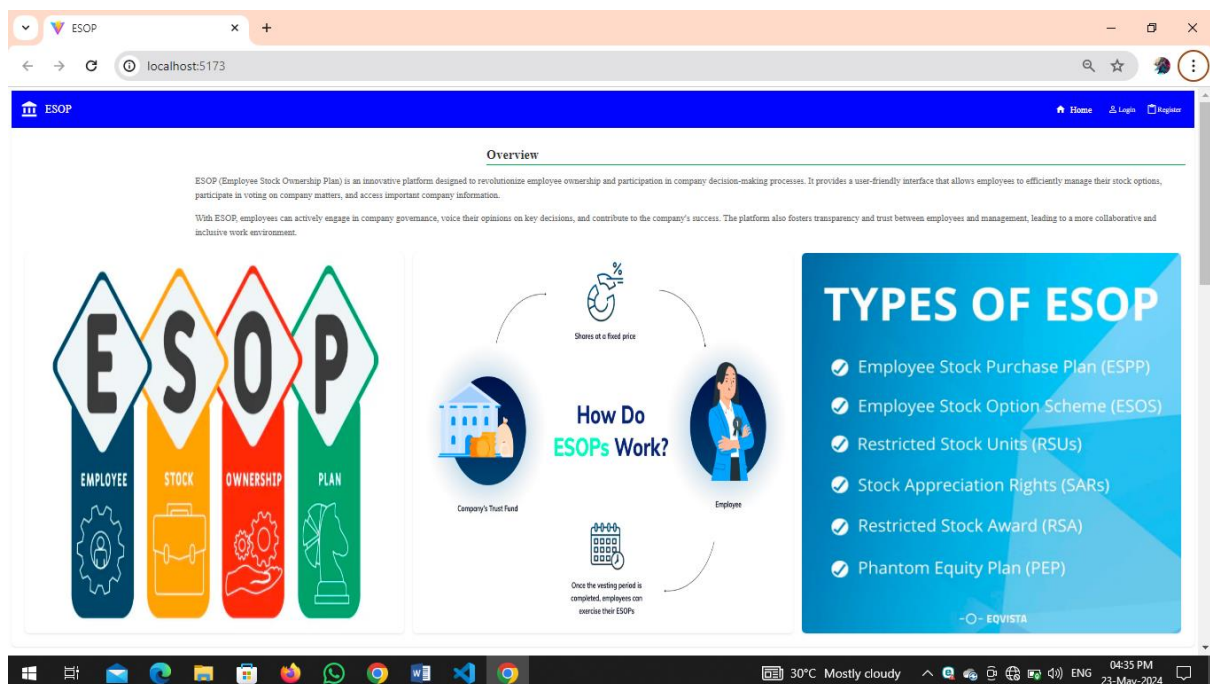 ESOP
localhost:5173
ESOP
Home Login Register
Overview
ESOP (Employee Stock Ownership Plan) is an innovative platform designed to revolutionize employee ownership and participation in company decision-making processes. It provides a user-friendly interface that allows employees to efficiently manage their stock options,
participate in voting on company matters, and access important company information.
With ESOP, employees can actively engage in company governance, voice their opinions on key decisions, and contribute to the company's success. The platform also fosters transparency and trust between employees and management, leading to a more collaborative and
inclusive work environment.
E S O P
EMPLOYEE STOCK OWNERSHIP PLAN
%
Shares at a fixed price
How Do
ESOPs Work?
Company's Trust Fund
Employee
Once the vesting period is
completed, employees can
exercise their ESOPs
TYPES OF ESOP
Employee Stock Purchase Plan (ESPP)
Employee Stock Option Scheme (ESOS)
Restricted Stock Units (RSUs)
Stock Appreciation Rights (SARs)
Restricted Stock Award (RSA)
Phantom Equity Plan (PEP)
EQVISTA
30°C Mostly cloudy ENG
04:35 PM
23-May-2024